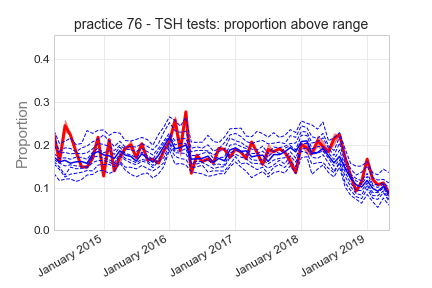 practice 76 - TSH tests: proportion above range
0.4
0.3
0.2
0.1
0.0
Proportion
January 2015
January 2016
January 2017
January 2018
January 2019